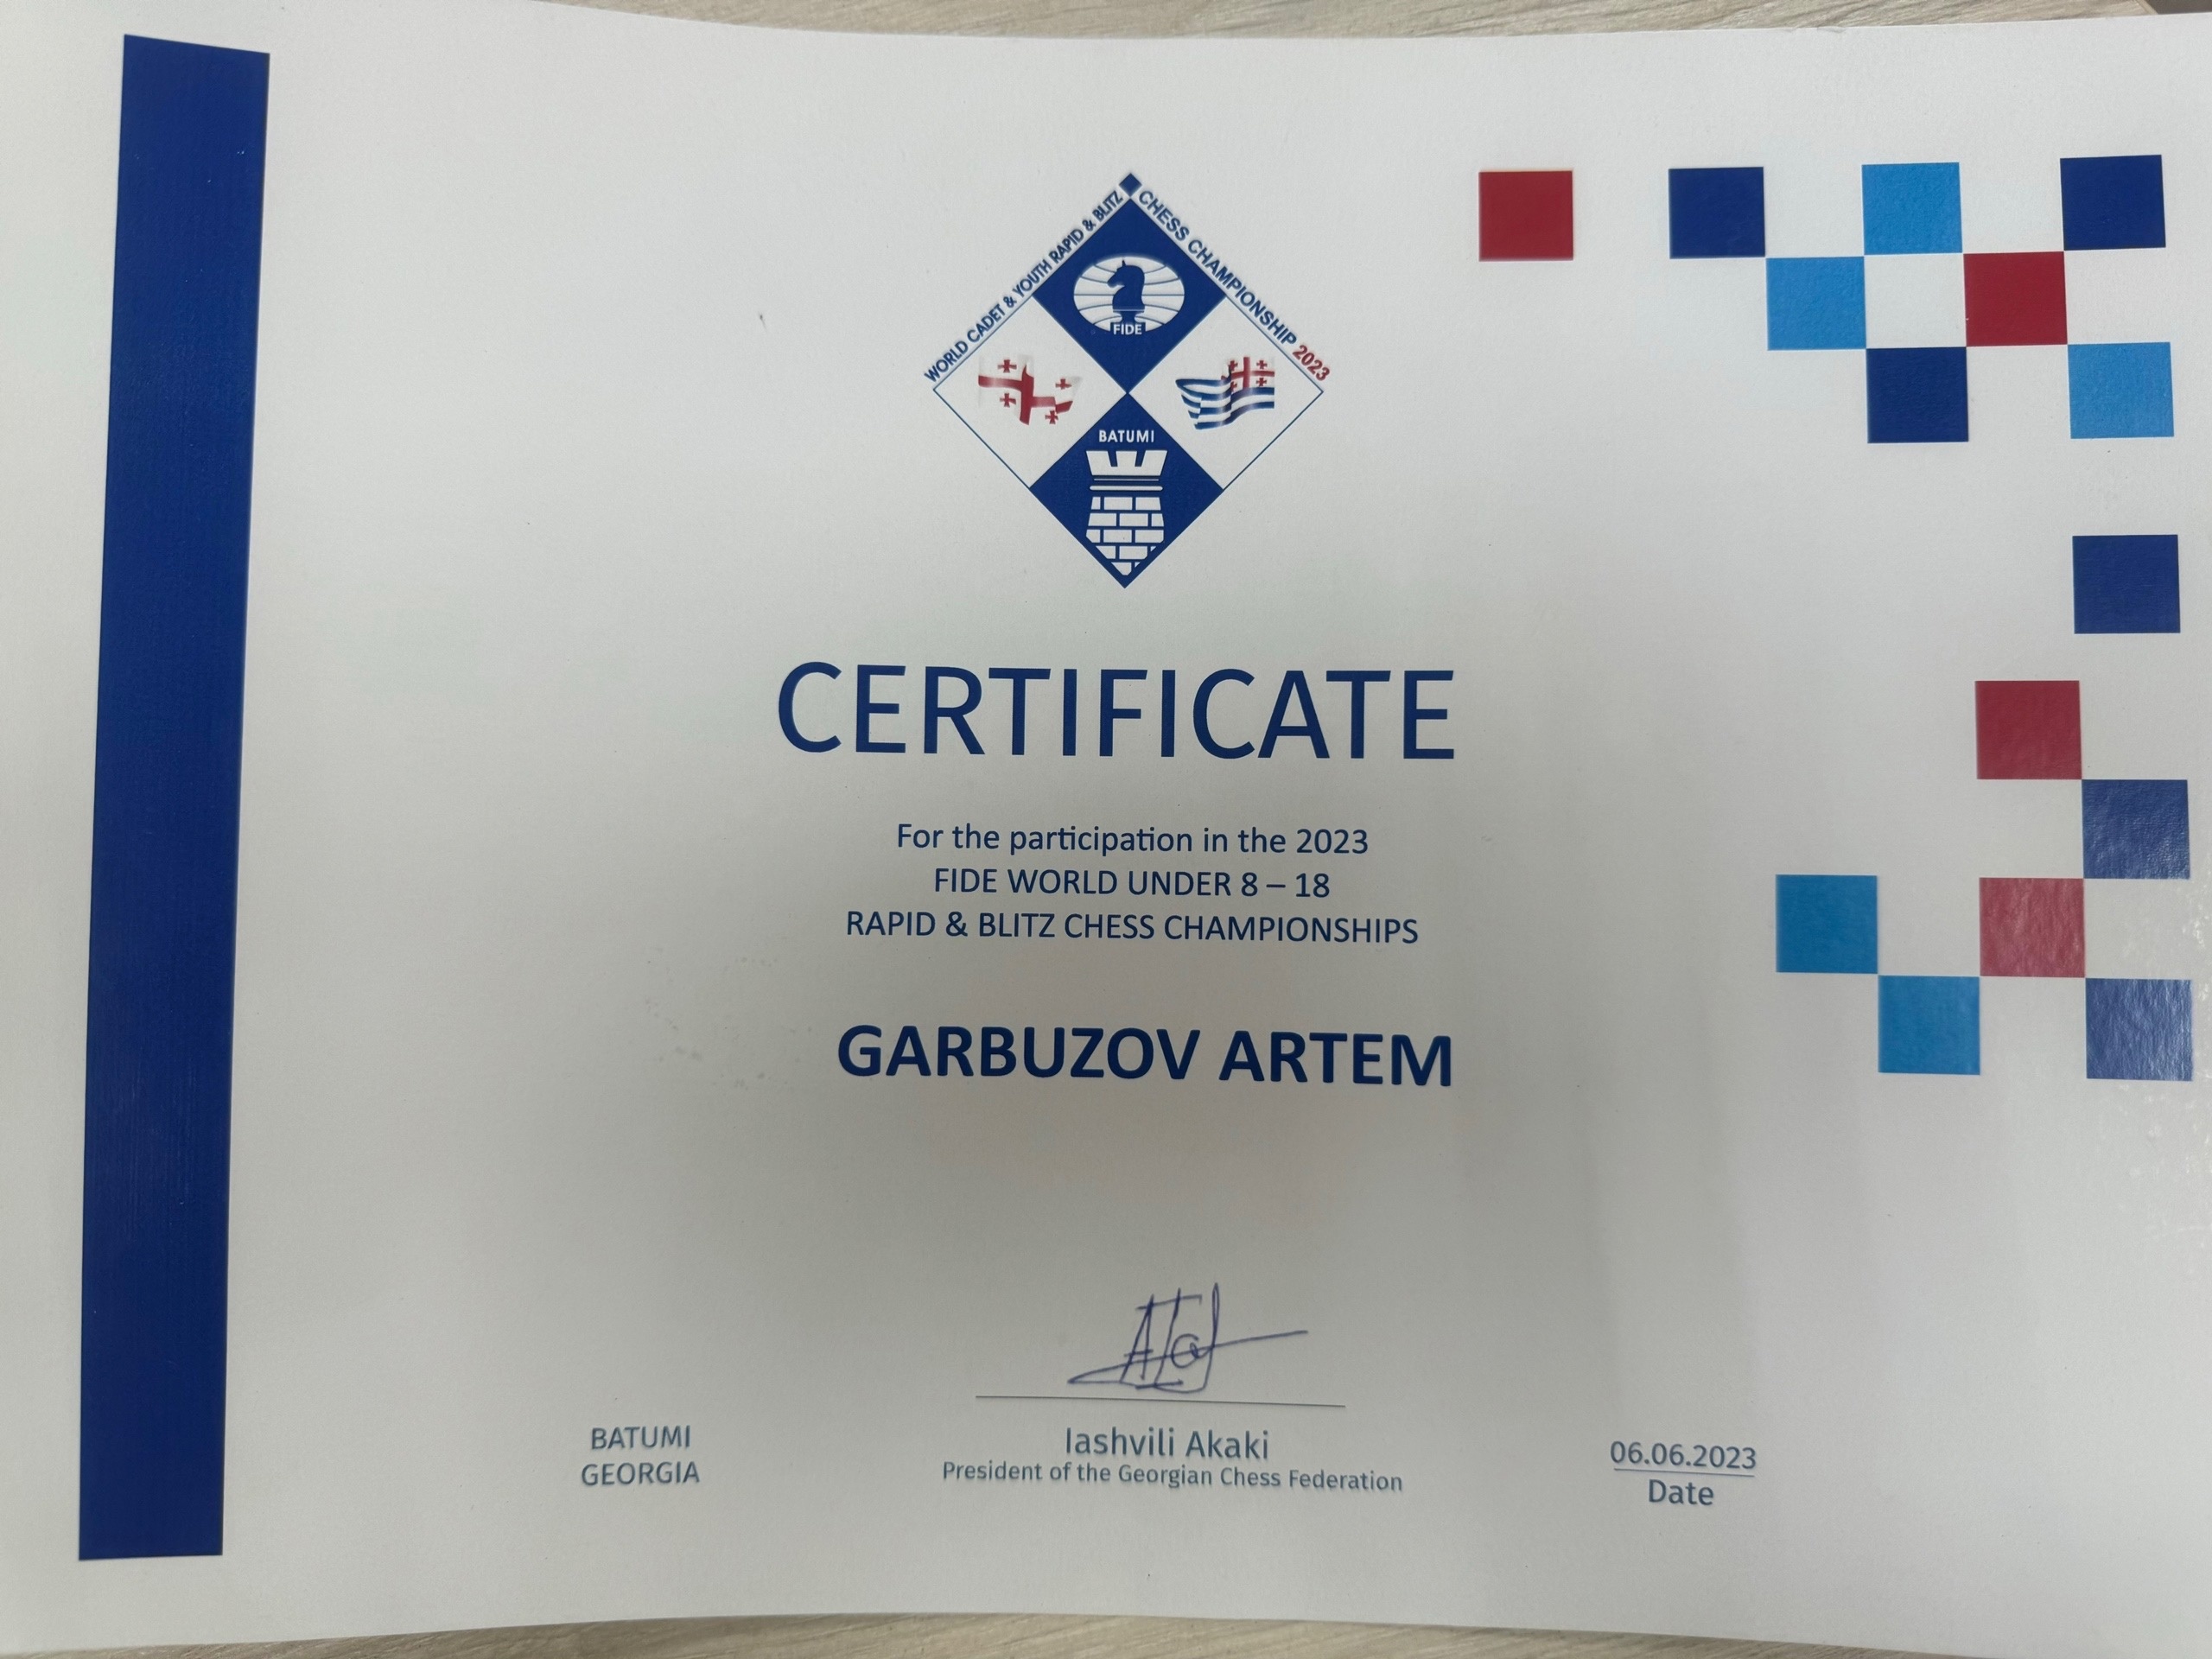 WORLD CADET & YOUTH RAPID & BLITZ
CHESS CHAMPIONSHIP 2023
FIDE
BATUMI
CERTIFICATE
For the participation in the 2023
FIDE WORLD UNDER 8 – 18
RAPID & BLITZ CHESS CHAMPIONSHIPS
GARBUZOV ARTEM
BATUMI
GEORGIA
Iashvili Akaki
President of the Georgian Chess Federation
06.06.2023
Date